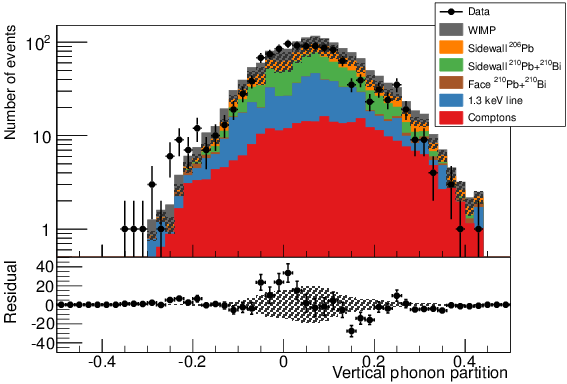 Number of events
10²
10
1
Data
WIMP
Sidewall ²⁰⁶Pb
Sidewall ²¹⁰Pb+²¹⁰Bi
Face ²¹⁰Pb+²¹⁰Bi
1.3 keV line
Comptons
Residual
40
20
0
-20
-40
-0.4 -0.2 0 0.2 0.4
Vertical phonon partition